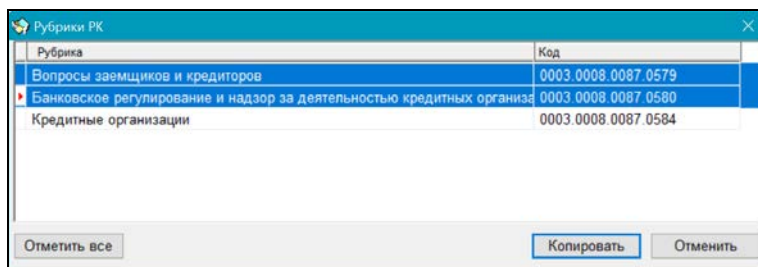 Рубрики РК
Рубрика Код
Вопросы заемщиков и кредиторов 0003.0008.0087.0579
Банковское регулирование и надзор за деятельностью кредитных организа 0003.0008.0087.0580
Кредитные организации 0003.0008.0087.0584
Отметить все Копировать Отменить